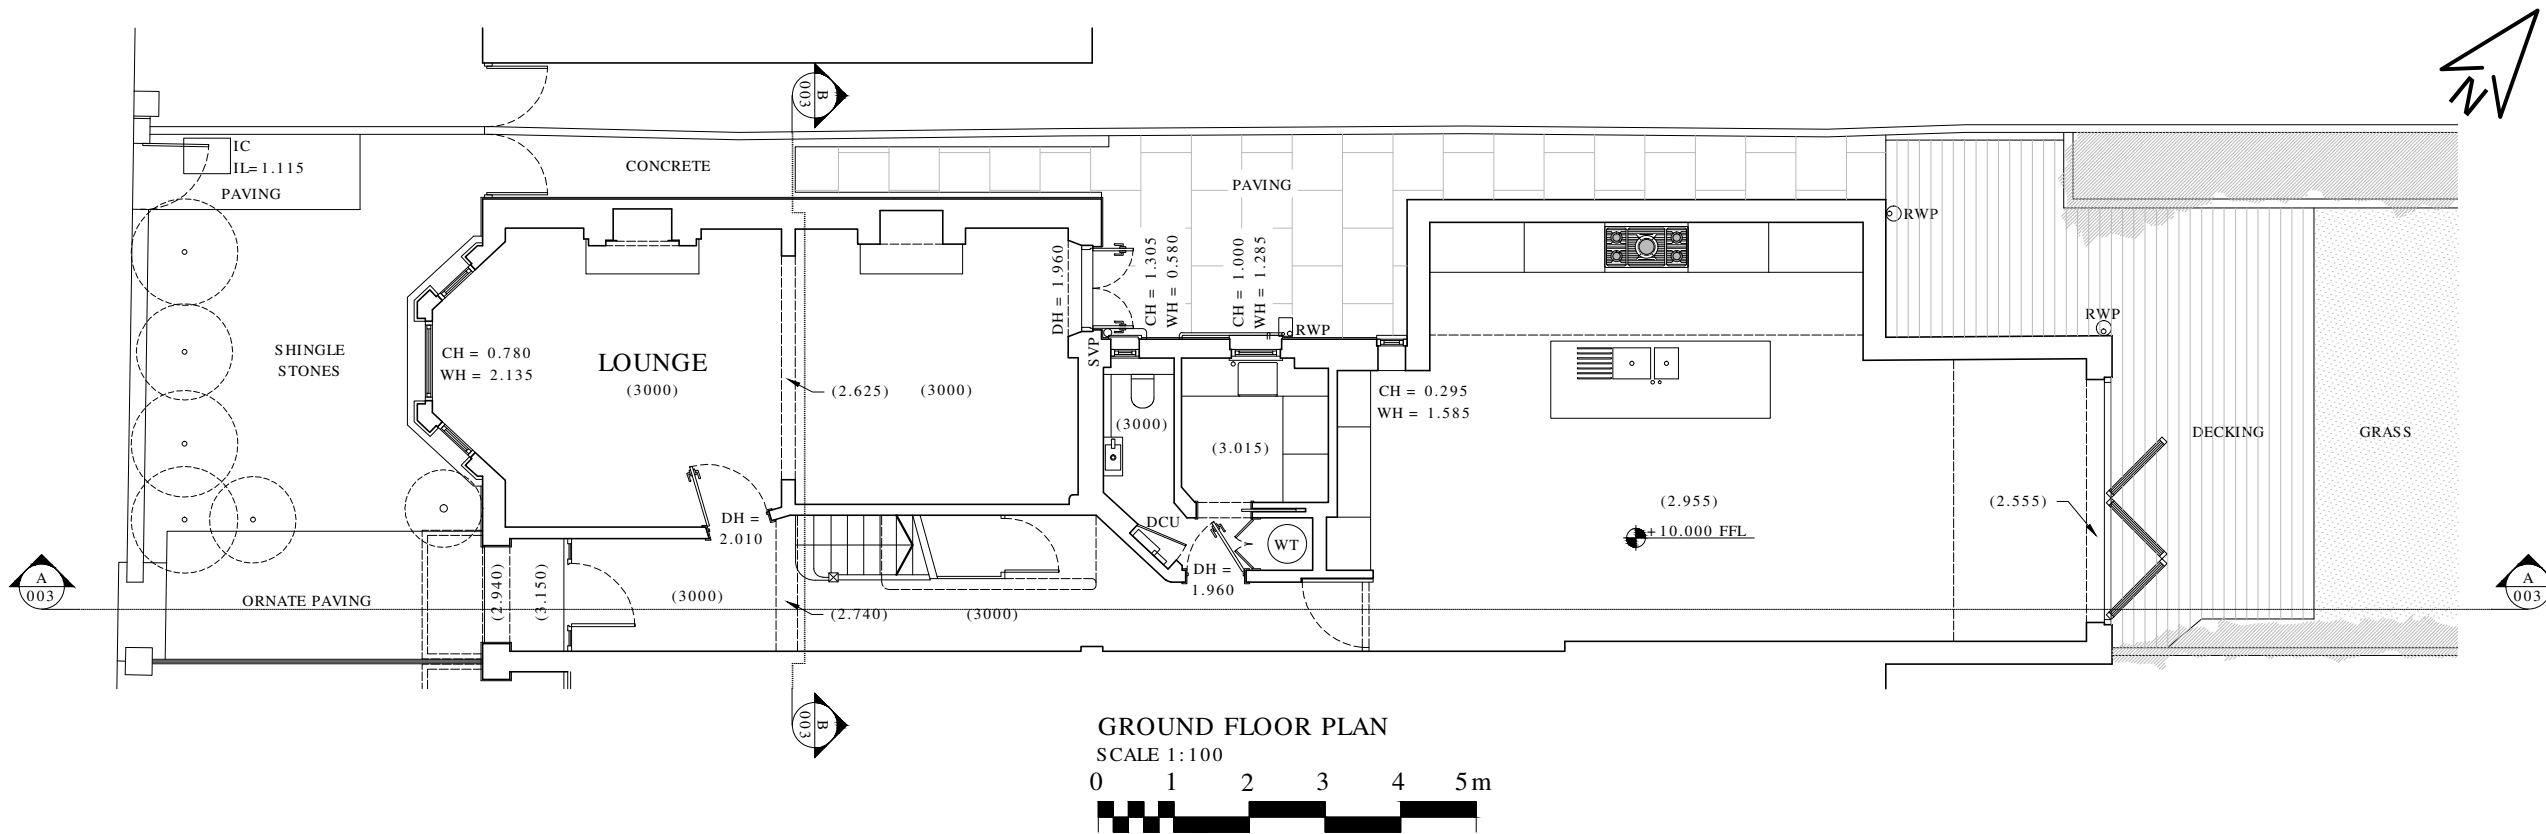 N
B
003
IC
IL= 1.115
PAVING
CONCRETE
PAVING
RWP
DH = 1.960
CH = 1.305
WH = 0.580
CH = 1.000
WH = 1.285
RWP
RWP
SHINGLE
STONES
CH = 0.780
WH = 2.135
LOUNGE
(3000)
(2.625)
(3000)
SVP
(3000)
(3.015)
CH = 0.295
WH = 1.585
DECKING
GRASS
(2.955)
(2.555)
+10.000 FFL
DH =
2.010
DCU
WT
DH =
1.960
A
003
ORNATE PAVING
(2.940)
(3.150)
(3000)
(2.740)
(3000)
A
003
B
003
GROUND FLOOR PLAN
SCALE 1:100
0 1 2 3 4 5m